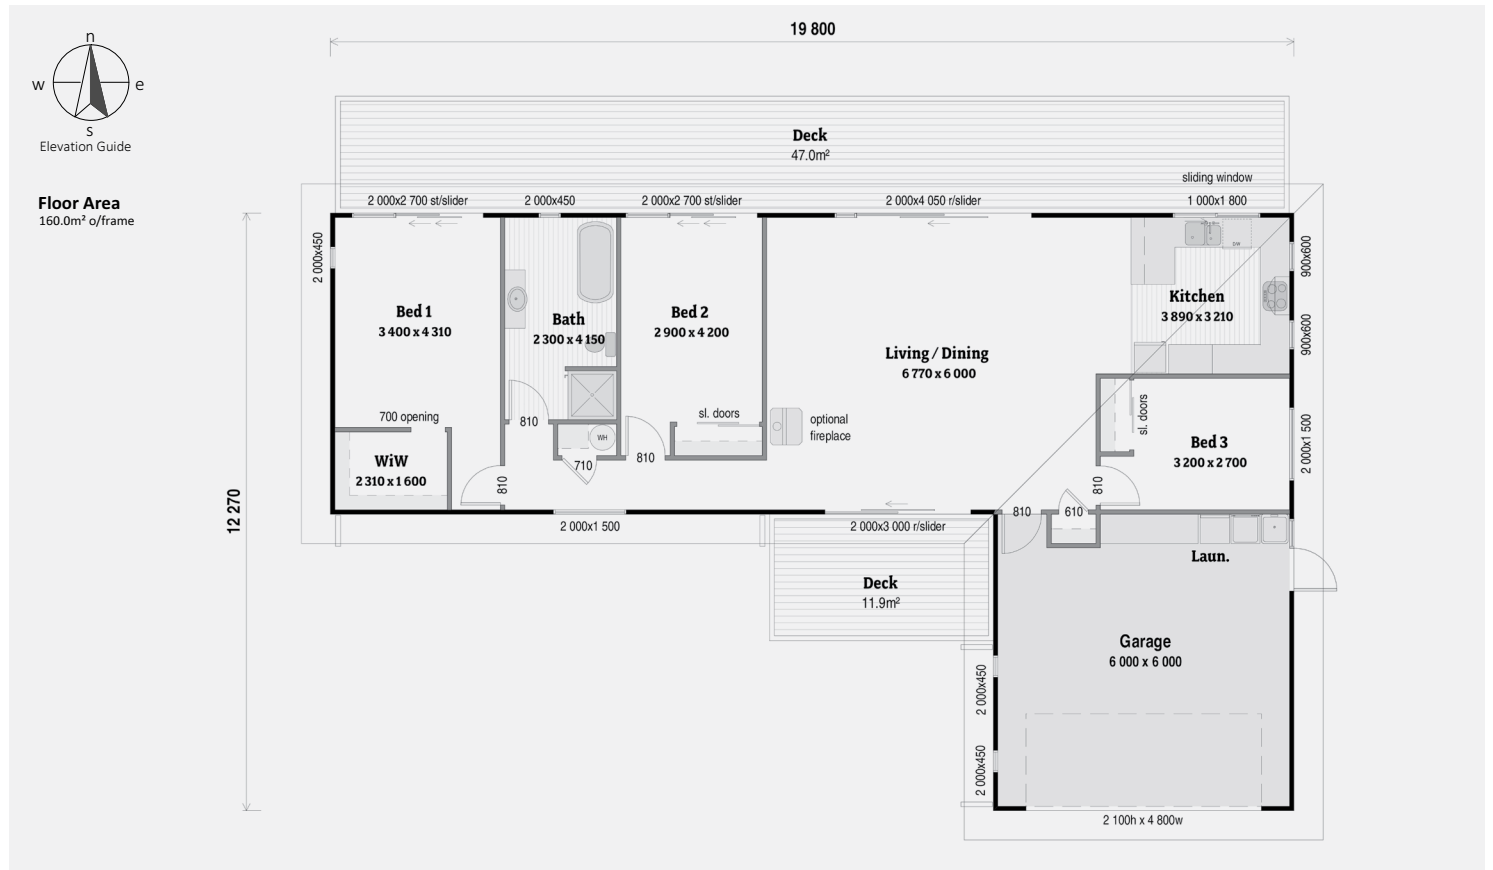 19 800
n
w
e
s
Elevation Guide
Deck
47.0m²
sliding window
Floor Area
160.0m² o/frame
2 000x2 700 st/slider
2 000x450
2 000x2 700 st/slider
2 000x4 050 r/slider
1 000x1 800
2 000x450
900x600
DW
Bed 1
3 400 x 4 310
Bath
2 300 x 4 150
Bed 2
2 900 x 4 200
Kitchen
3 890 x 3 210
900x600
Living / Dining
6 770 x 6 000
700 opening
810
sl. doors
optional
fireplace
sl. doors
WH
Bed 3
3 200 x 2 700
2 000x1 500
WiW
2 310 x 1 600
710
810
810
810
12 270
2 000x1 500
2 000x3 000 r/slider
810
610
Laun.
Deck
11.9m²
Garage
6 000 x 6 000
2 000x450
2 000x450
2 100h x 4 800w